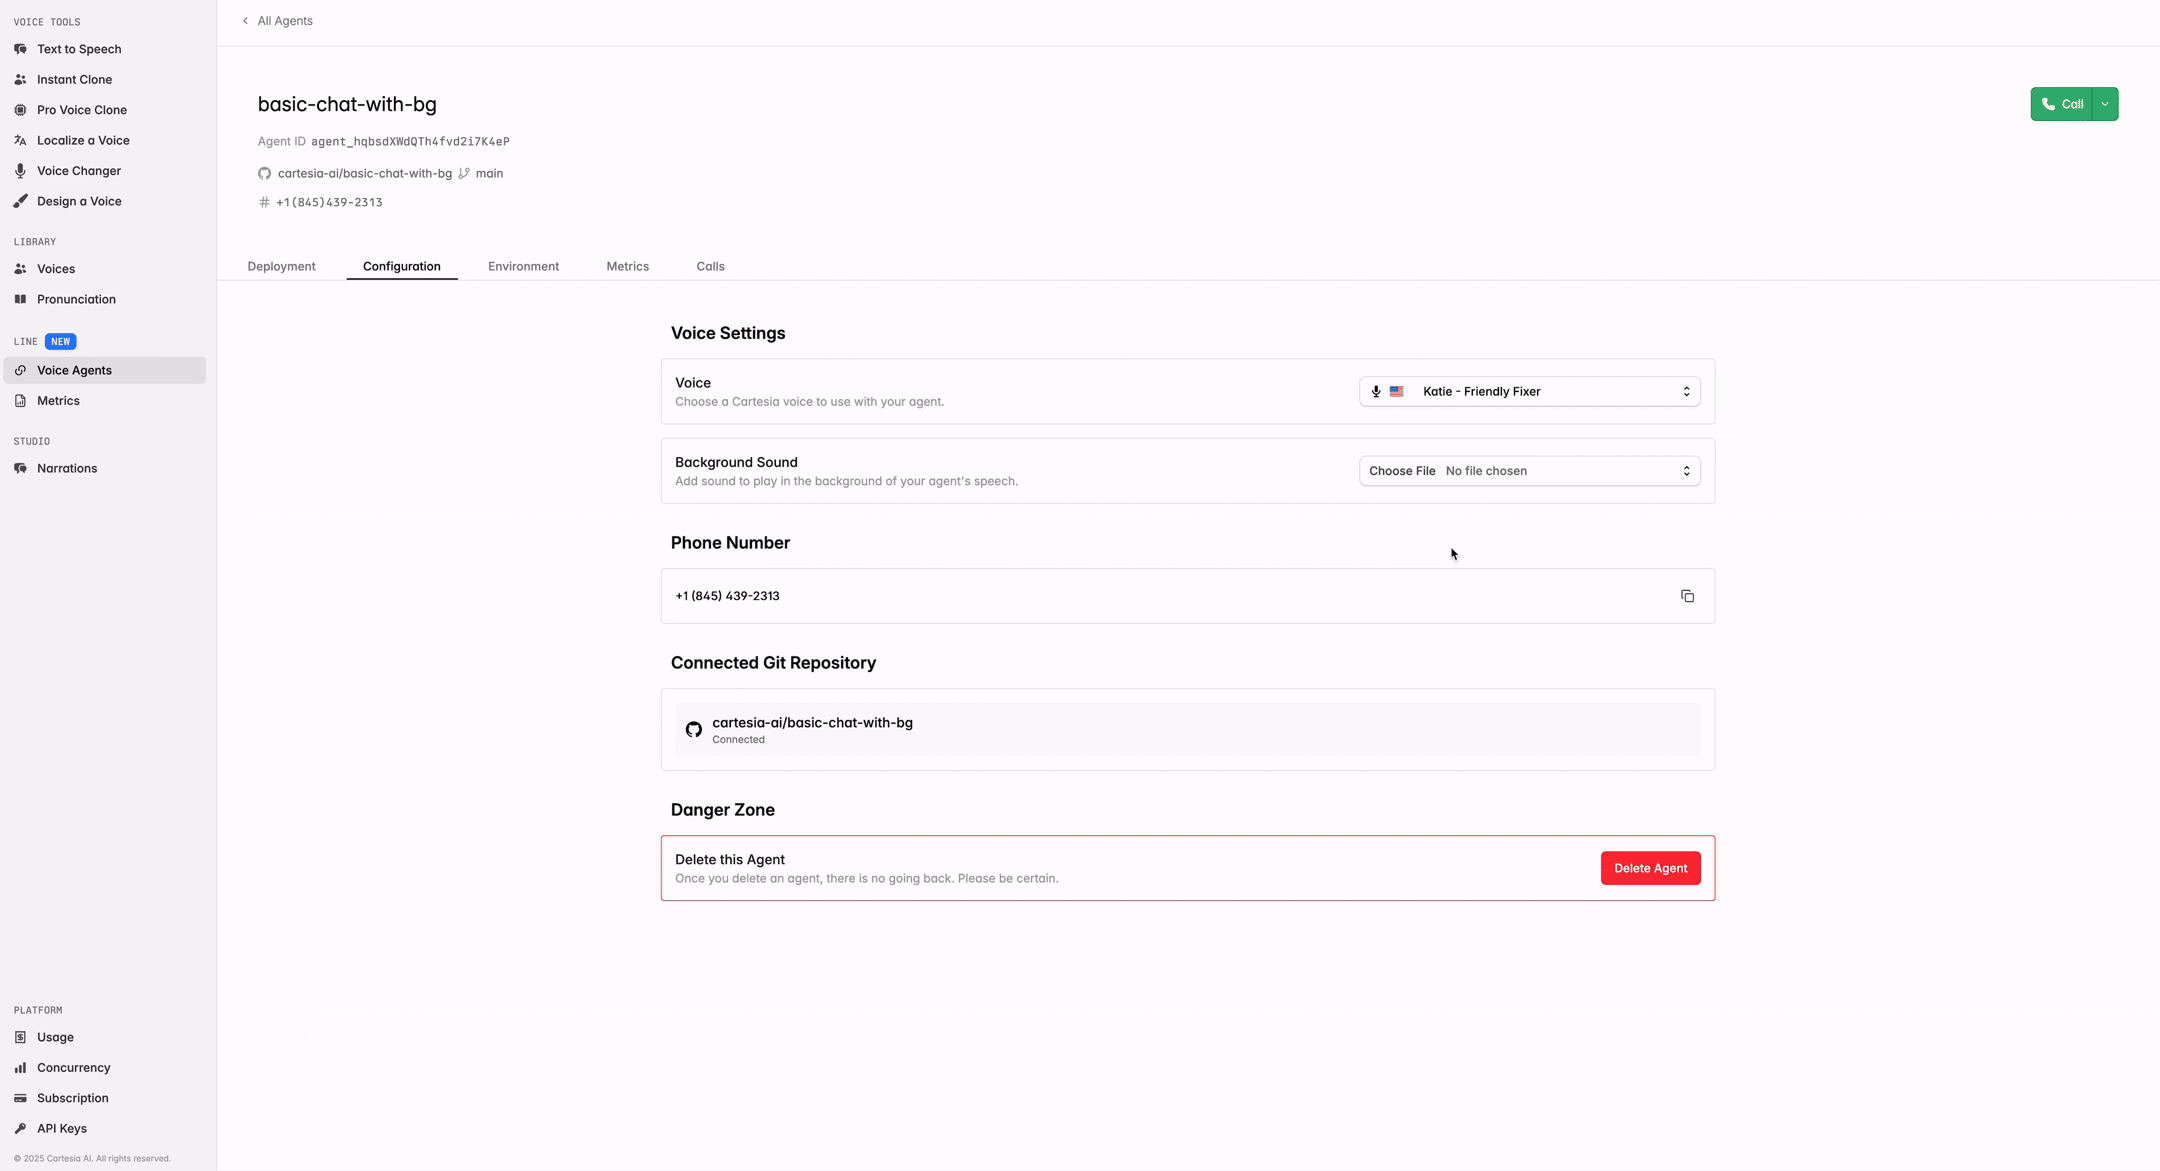 VOICE TOOLS
Text to Speech
Instant Clone
Pro Voice Clone
Localize a Voice
Voice Changer
Design a Voice
LIBRARY
Voices
Pronunciation
LINE NEW
Voice Agents
Metrics
STUDIO
Narrations
PLATFORM
Usage
Concurrency
Subscription
API Keys
© 2025 Cartesia AI. All rights reserved.
All Agents
basic-chat-with-bg
Call
Agent ID agent_hqbsdXWdQTh4fvd2i7K4eP
cartesia-ai/basic-chat-with-bg main
# +1(845)439-2313
Deployment Configuration Environment Metrics Calls
Voice Settings
Voice
Choose a Cartesia voice to use with your agent.
Katie - Friendly Fixer
Background Sound
Add sound to play in the background of your agent's speech.
Choose File No file chosen
Phone Number
+1 (845) 439-2313
Connected Git Repository
cartesia-ai/basic-chat-with-bg
Connected
Danger Zone
Delete this Agent
Once you delete an agent, there is no going back. Please be certain.
Delete Agent